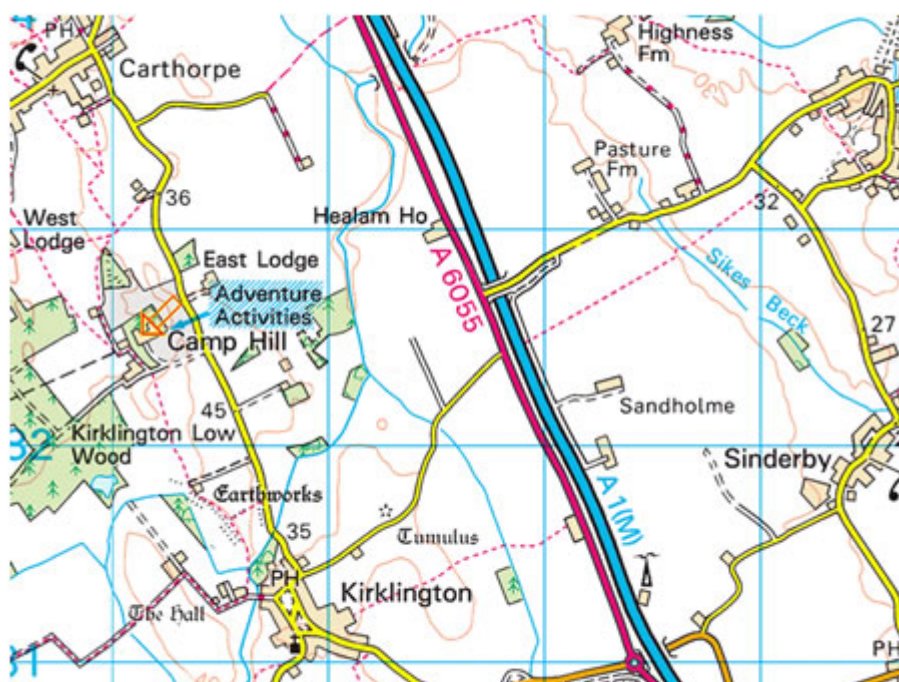 PH
Carthorpe
Highness
Fm
30
Pasture
Fm
36
32
West
Lodge
Healam Ho
East Lodge
A 6055
Adventure
Activities
Sikes Beck
Camp Hill
27
45
Sandholme
Kirklington Low
Wood
32
Sinderby
Earthworks
A 1(M)
35
Tumulus
PH
Kirklington
The Hall
PH